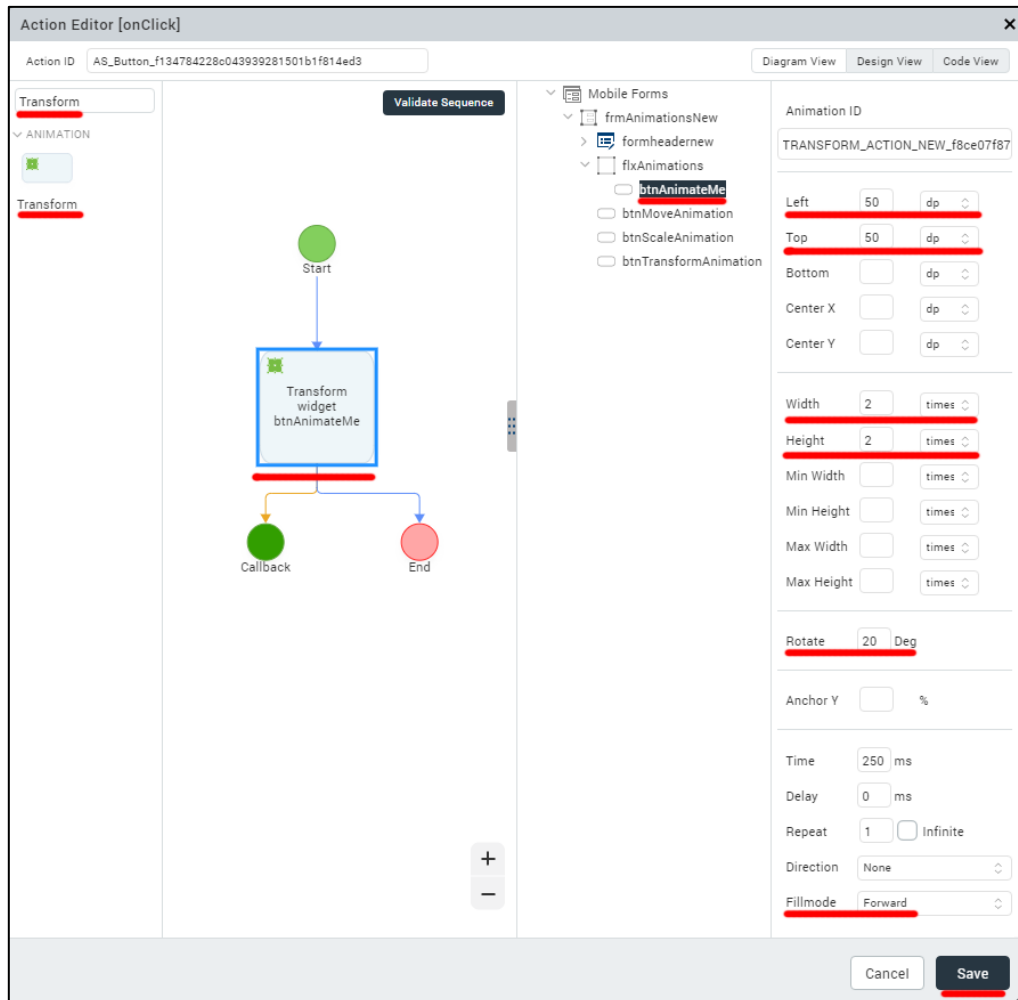 Action Editor [onClick]
Action ID AS_Button_f134784228c043939281501b1f814ed3 Diagram View Design View Code View
Transform
ANIMATION
Transform
Validate Sequence
Start
Transform
widget
btnAnimateMe
Callback
End
Mobile Forms
frmAnimationsNew
formheadernew
flxAnimations
btnAnimateMe
btnMoveAnimation
btnScaleAnimation
btnTransformAnimation
Animation ID
TRANSFORM_ACTION_NEW_f8ce07f87
Left 50 dp
Top 50 dp
Bottom dp
Center X dp
Center Y dp
Width 2 times
Height 2 times
Min Width times
Min Height times
Max Width times
Max Height times
Rotate 20 Deg
Anchor Y %
Time 250 ms
Delay 0 ms
Repeat 1 Infinite
Direction None
Fillmode Forward
Cancel Save